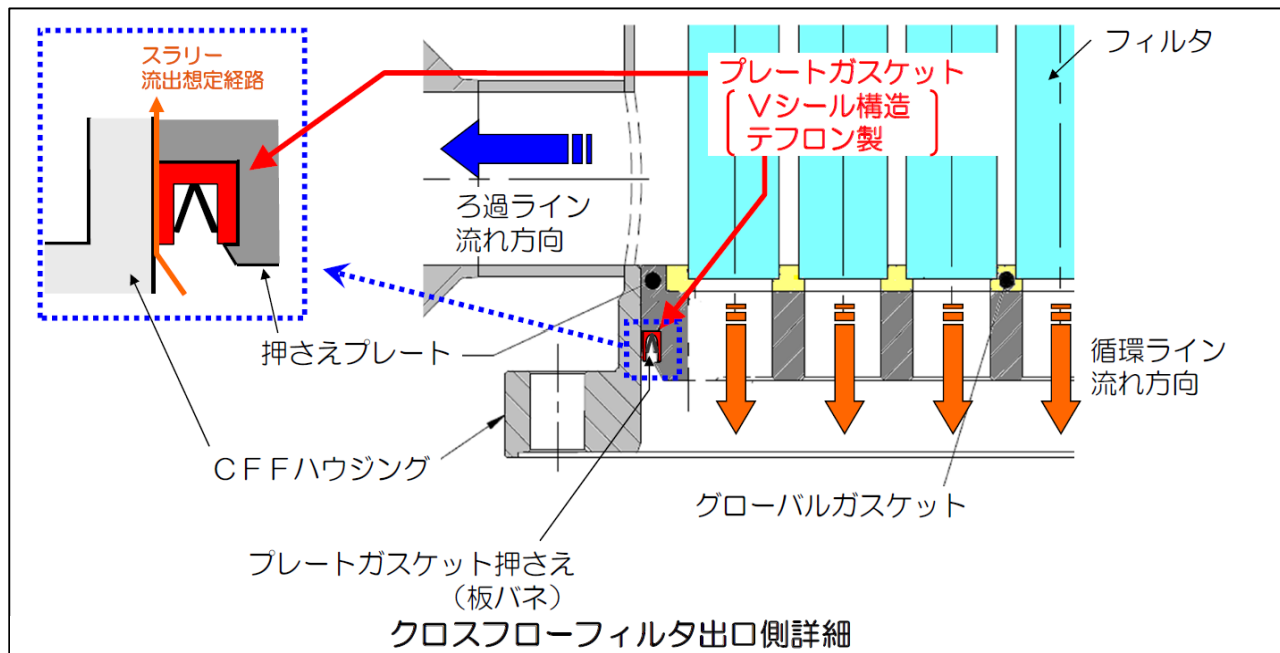 スラリー
流出想定経路
フィルタ
プレートガスケット
Vシール構造
テフロン製
ろ過ライン
流れ方向
押さえプレート
循環ライン
流れ方向
CFFハウジング
グローバルガスケット
プレートガスケット押さえ
（板バネ）
クロスフローフィルタ出口側詳細